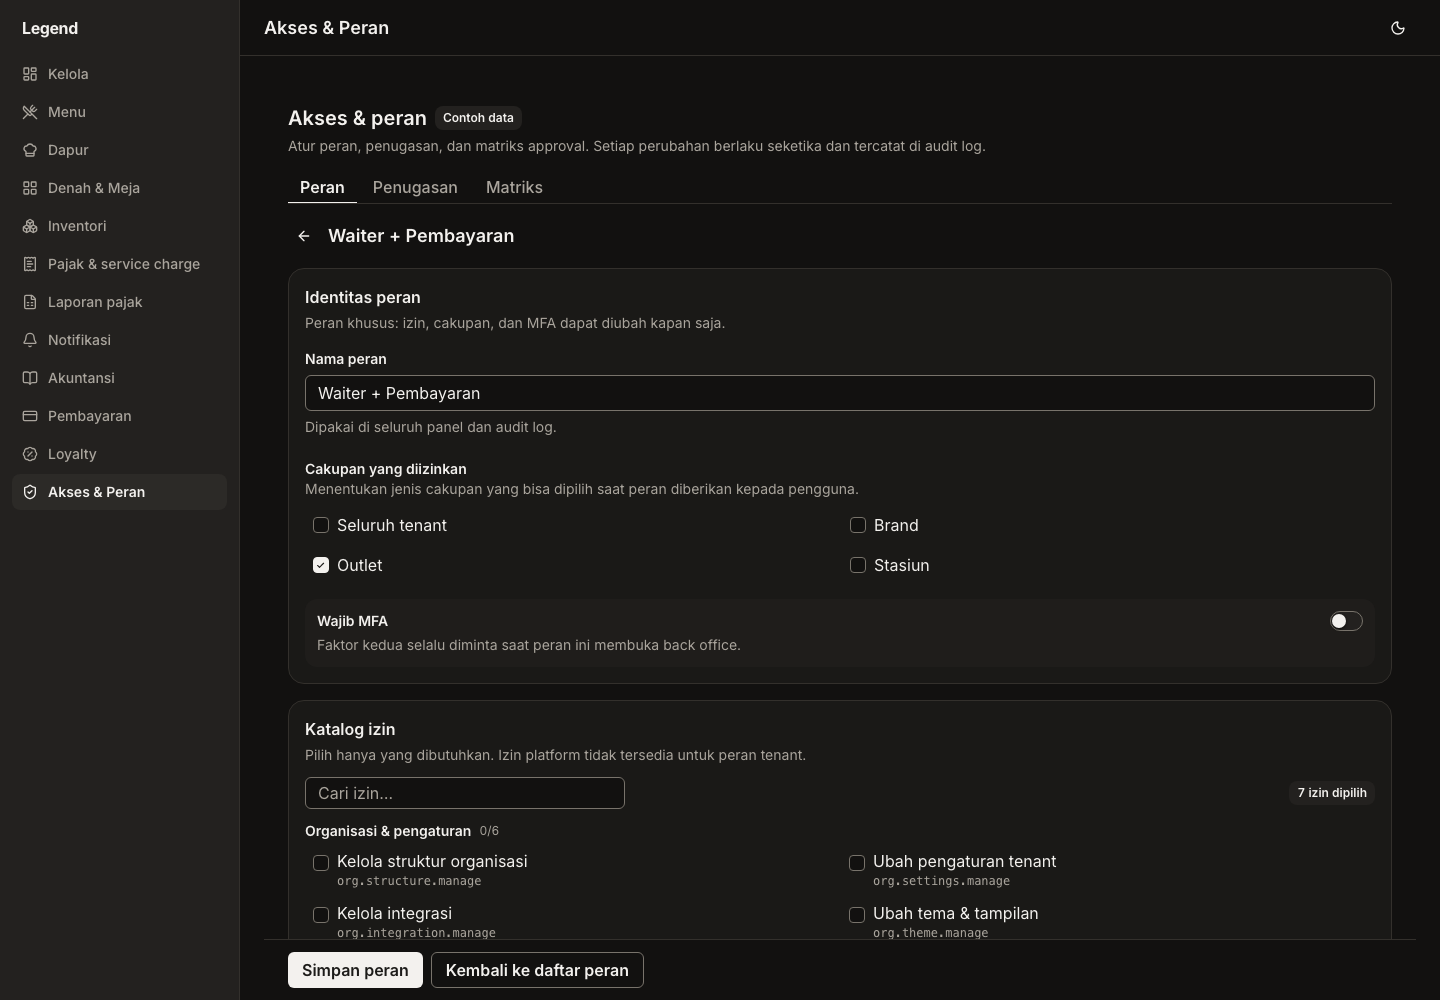 Legend
Kelola
Menu
Dapur
Denah & Meja
Inventori
Pajak & service charge
Laporan pajak
Notifikasi
Akuntansi
Pembayaran
Loyalty
Akses & Peran
Akses & Peran
Akses & peran
Contoh data
Atur peran, penugasan, dan matriks approval. Setiap perubahan berlaku seketika dan tercatat di audit log.
Peran Penugasan Matriks
Waiter + Pembayaran
Identitas peran
Peran khusus: izin, cakupan, dan MFA dapat diubah kapan saja.
Nama peran
Waiter + Pembayaran
Dipakai di seluruh panel dan audit log.
Cakupan yang diizinkan
Menentukan jenis cakupan yang bisa dipilih saat peran diberikan kepada pengguna.
Seluruh tenant
Brand
Outlet
Stasiun
Wajib MFA
Faktor kedua selalu diminta saat peran ini membuka back office.
Katalog izin
Pilih hanya yang dibutuhkan. Izin platform tidak tersedia untuk peran tenant.
Cari izin...
7 izin dipilih
Organisasi & pengaturan 0/6
Kelola struktur organisasi
org.structure.manage
Ubah pengaturan tenant
org.settings.manage
Kelola integrasi
org.integration.manage
Ubah tema & tampilan
org.theme.manage
Simpan peran
Kembali ke daftar peran